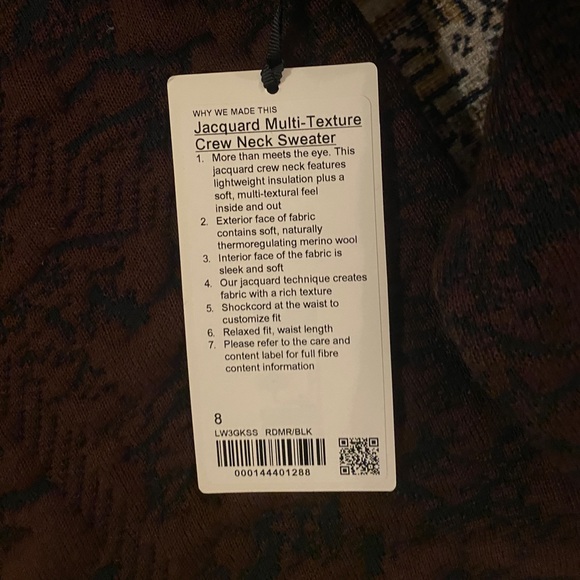 WHY WE MADE THIS
Jacquard Multi-Texture
Crew Neck Sweater
1. More than meets the eye. This
jacquard crew neck features
lightweight insulation plus a
soft, multi-textural feel
inside and out
2. Exterior face of fabric
contains soft, naturally
thermoregulating merino wool
3. Interior face of the fabric is
sleek and soft
4. Our jacquard technique creates
fabric with a rich texture
5. Shockcord at the waist to
customize fit
6. Relaxed fit, waist length
7. Please refer to the care and
content label for full fibre
content information
8
LW3GKSS RDMR/BLK
000144401288